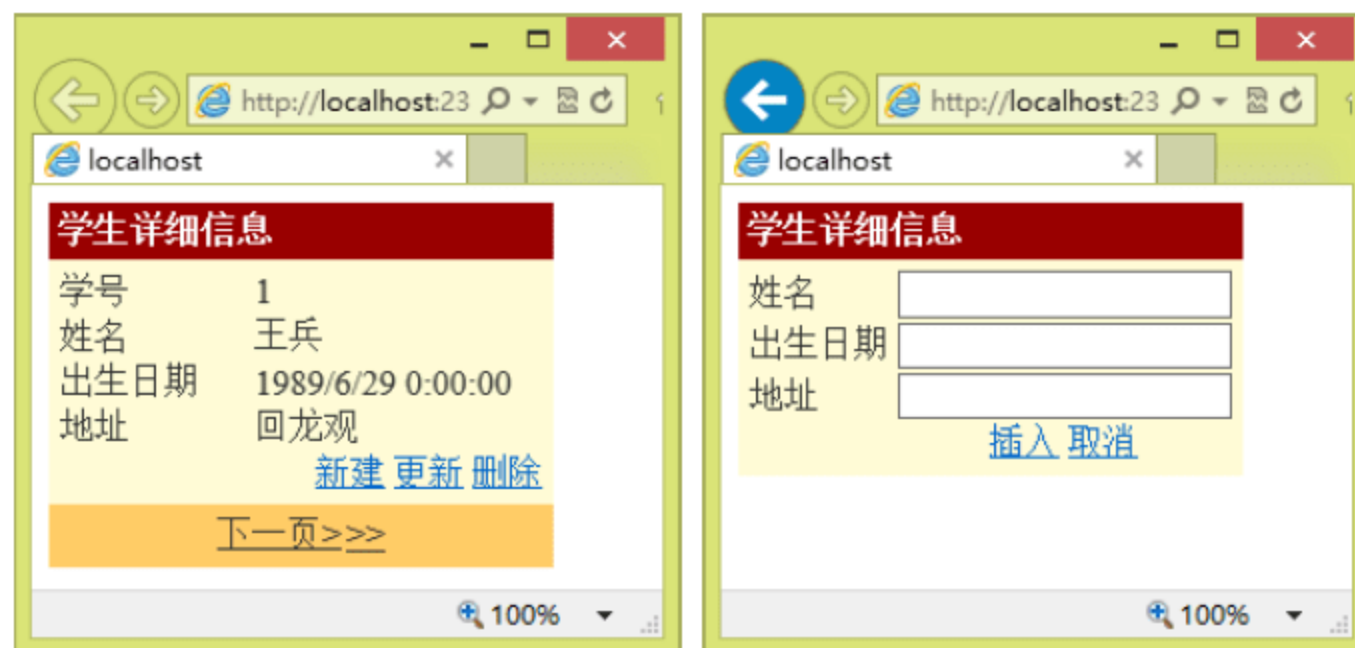 http://localhost:23
localhost
学生详细信息
学号 1
姓名 王兵
出生日期 1989/6/29 0:00:00
地址 回龙观
新建 更新 删除
下一页>>>
100%
http://localhost:23
localhost
学生详细信息
姓名
出生日期
地址
插入 取消
100%